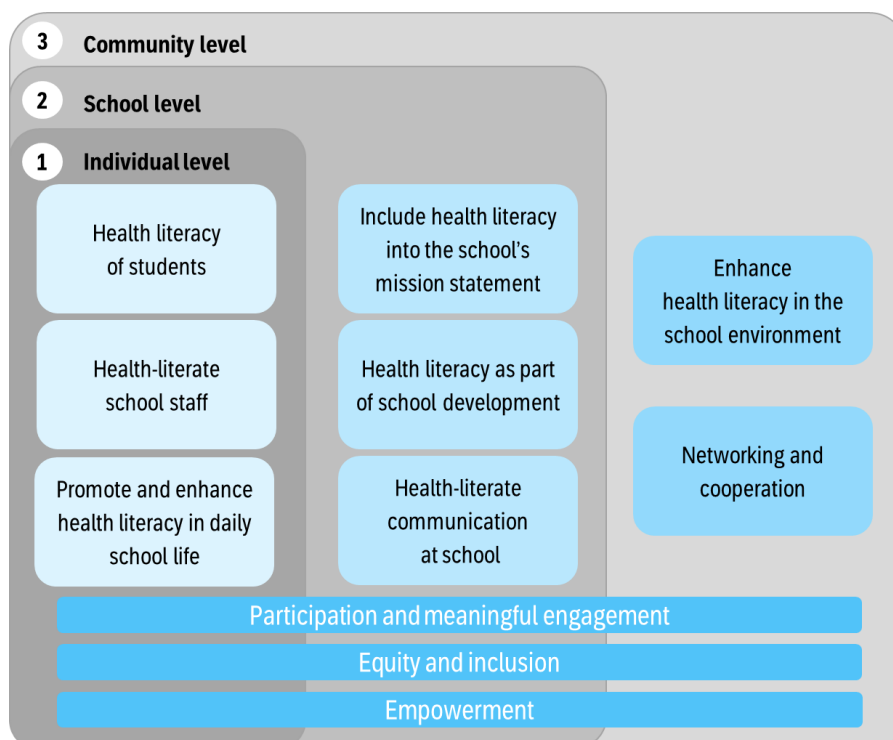 3 Community level
2 School level
1 Individual level
Health literacy
of students
Health-literate
school staff
Promote and enhance
health literacy in daily
school life
Include health literacy
into the school's
mission statement
Health literacy as part
of school development
Health-literate
communication
at school
Enhance
health literacy in the
school environment
Networking and
cooperation
Participation and meaningful engagement
Equity and inclusion
Empowerment